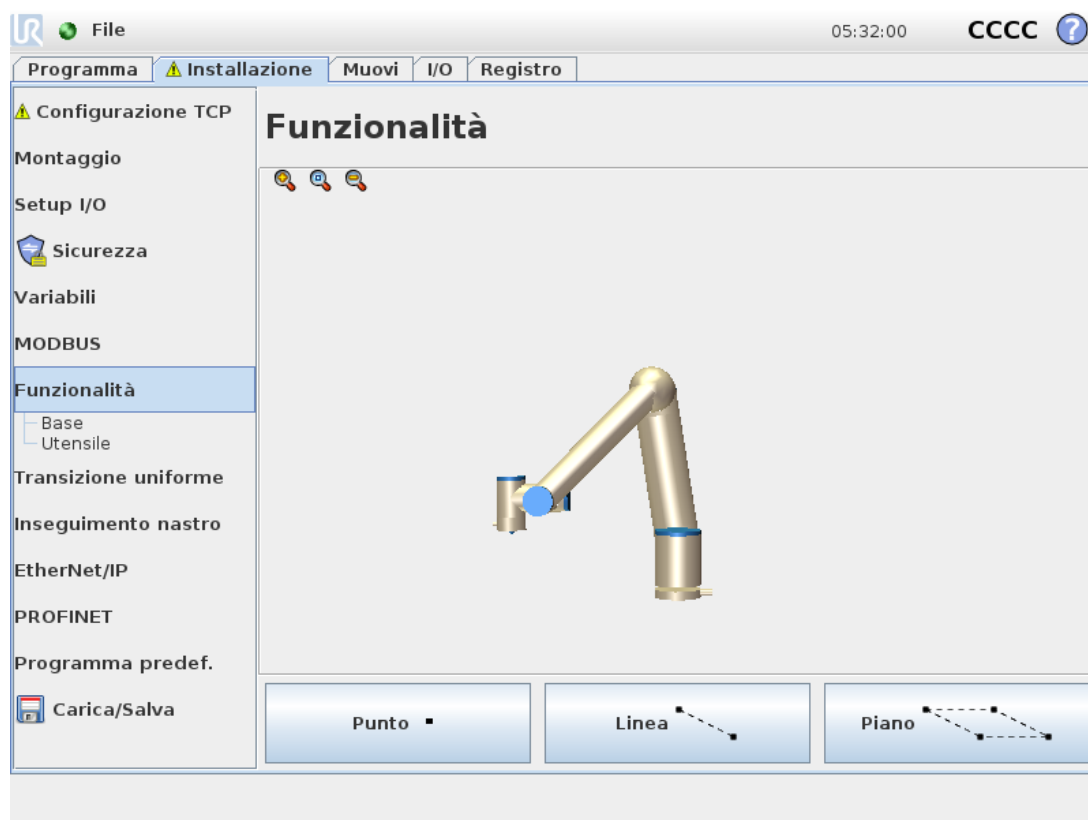 UR File 05:32:00 CCCC ?
Programma Installazione Muovi I/O Registro
Configurazione TCP
Montaggio
Setup I/O
Sicurezza
Variabili
MODBUS
Funzionalità
Base
Utensile
Transizione uniforme
Inseguimento nastro
EtherNet/IP
PROFINET
Programma predef.
Carica/Salva
Funzionalità
Punto
Linea
Piano